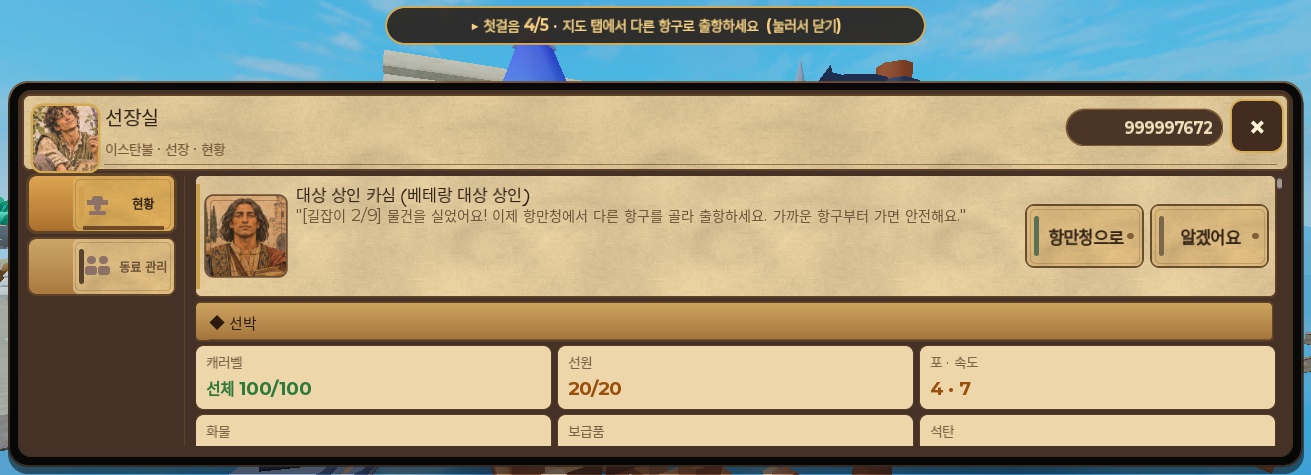 ▸ 첫걸음 4/5 · 지도 탭에서 다른 항구로 출항하세요 (눌러서 닫기)
선장실
이스탄불 · 선장 · 현황
999997672
×
현황
동료 관리
대상 상인 카심 (베테랑 대상 상인)
"[길잡이 2/9] 물건을 실었어요! 이제 항만청에서 다른 항구를 골라 출항하세요. 가까운 항구부터 가면 안전해요."
항만청으로
알겠어요
◆ 선박
캐러벨
선체 100/100
선원
20/20
포 · 속도
4 · 7
화물
보급품
석탄